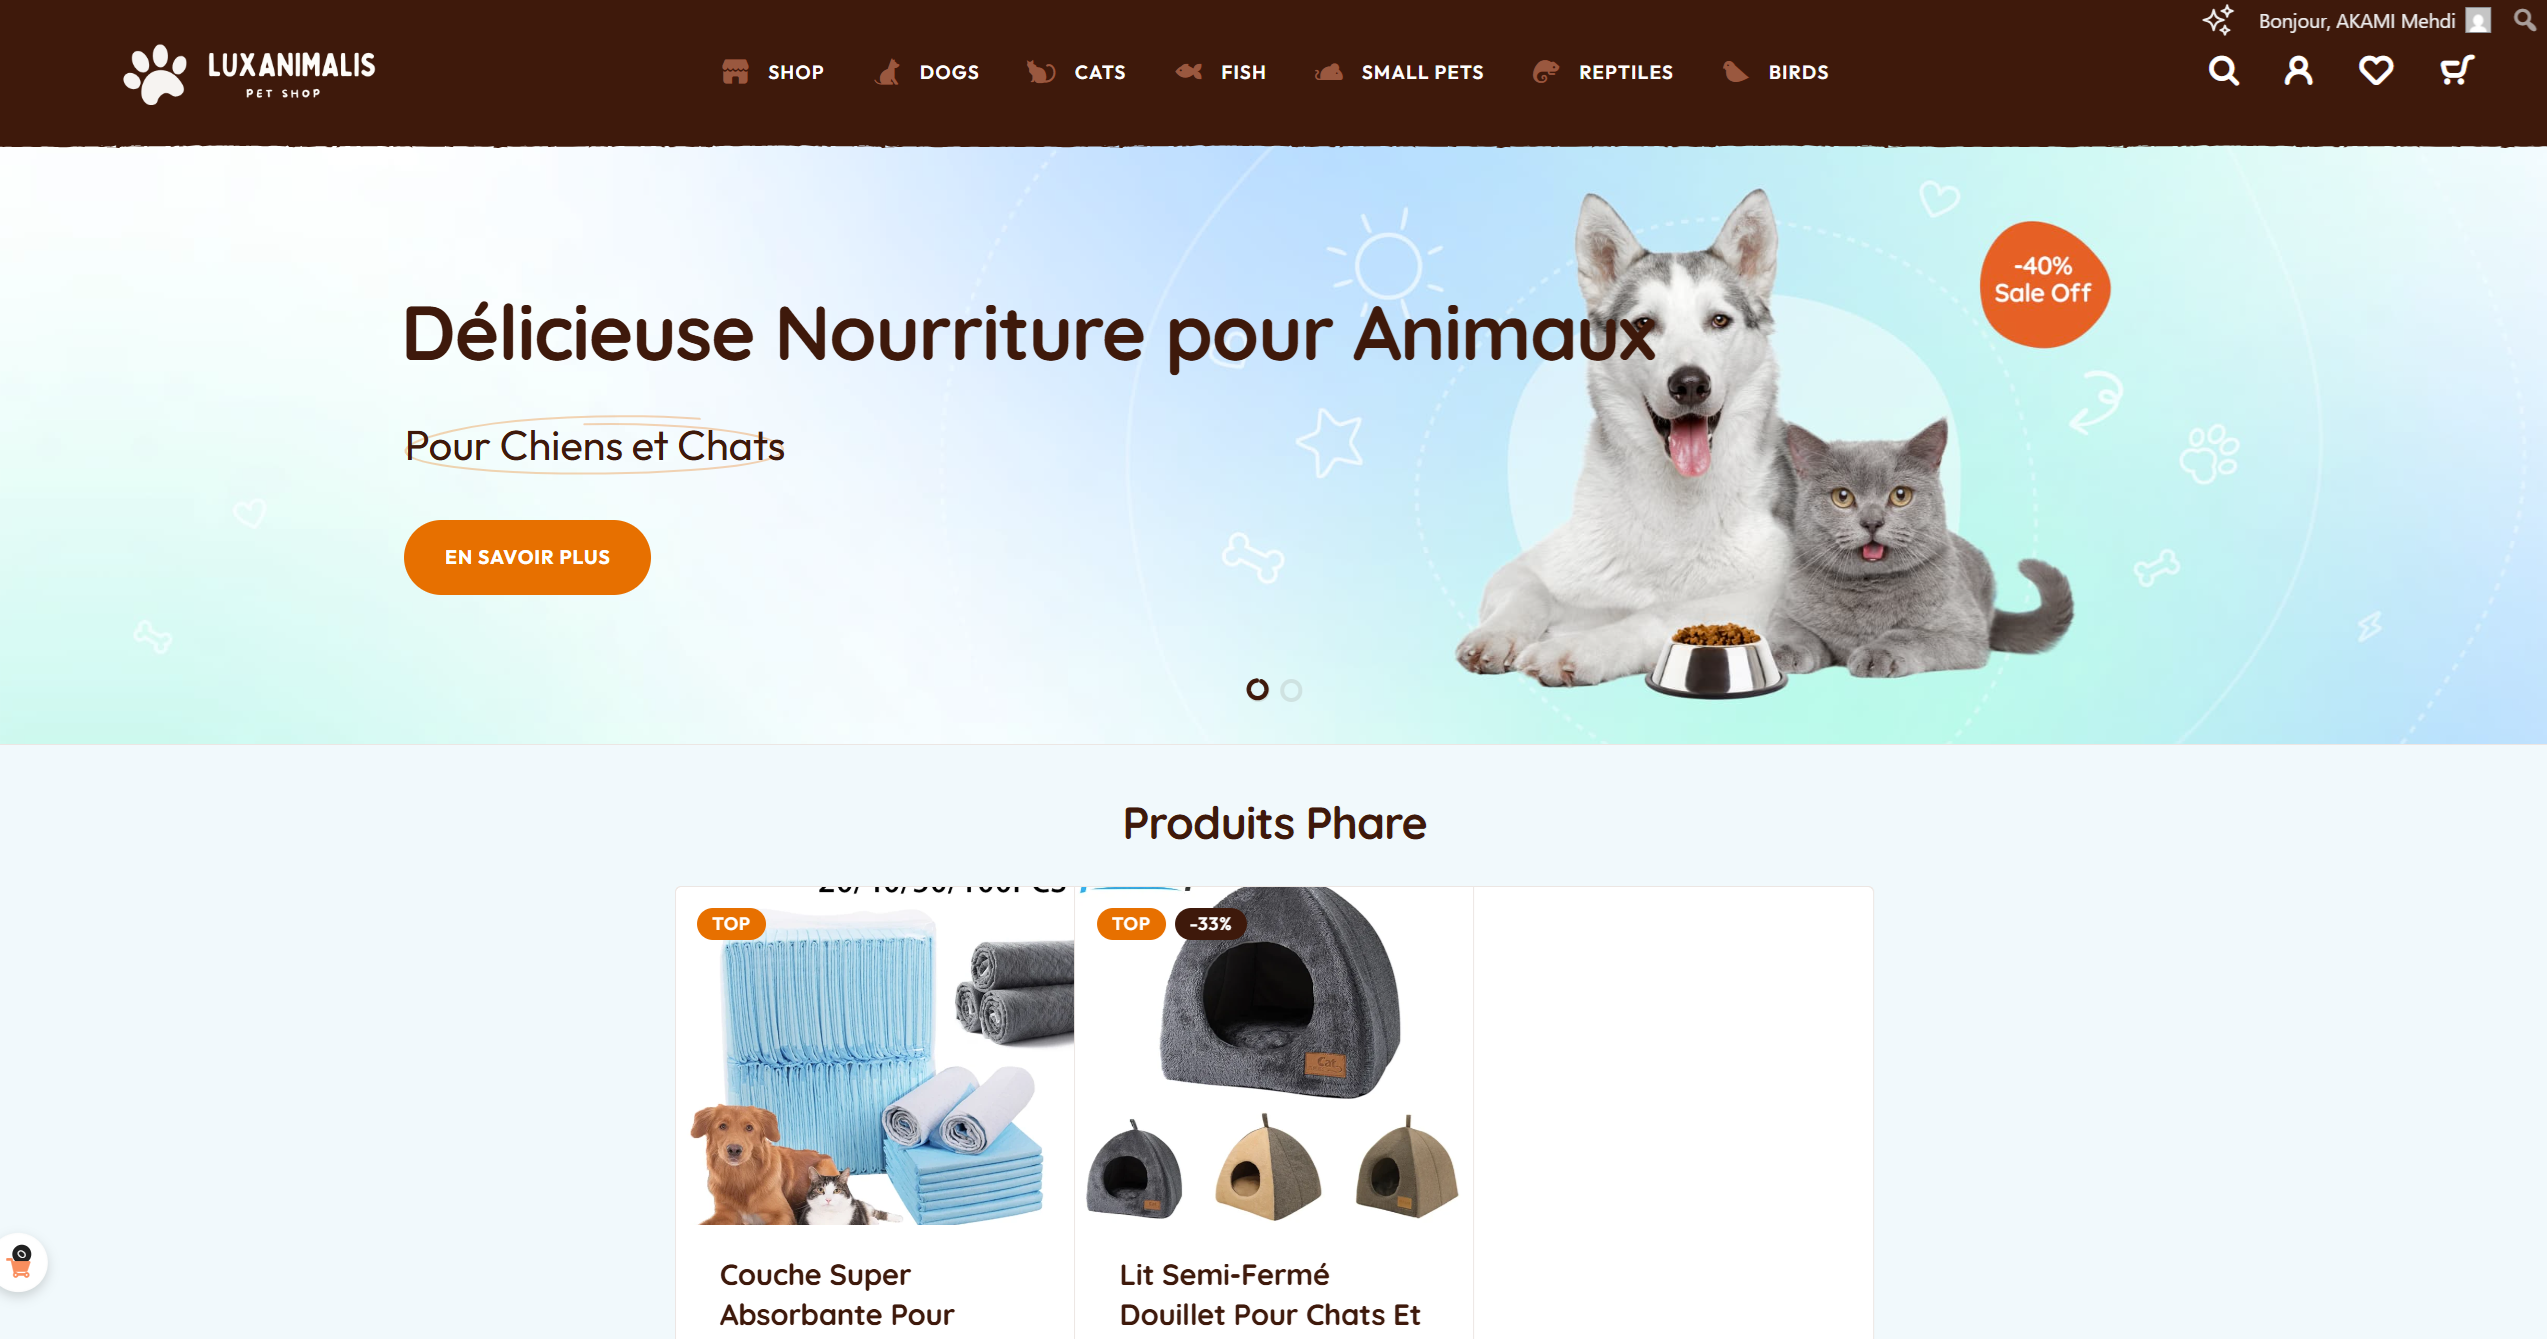 Bonjour, AKAMI Mehdi
LUXANIMALIS
PET SHOP
SHOP
DOGS
CATS
FISH
SMALL PETS
REPTILES
BIRDS
-40%
Sale Off
Délicieuse Nourriture pour Animaux
Pour Chiens et Chats
EN SAVOIR PLUS
Produits Phare
TOP
TOP
-33%
Cat
0
Couche Super
Absorbante Pour
Lit Semi-Fermé
Douillet Pour Chats Et